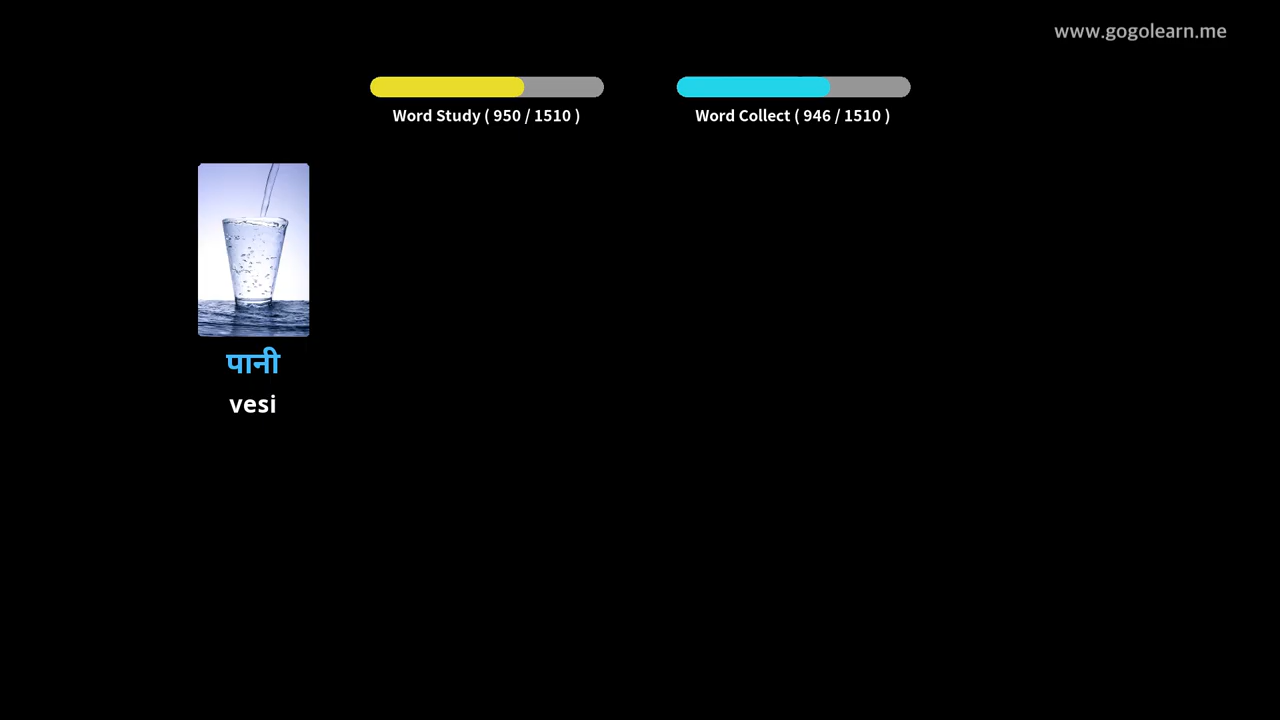 www.gogolearn.me
Word Study ( 950 / 1510 )
Word Collect ( 946 / 1510 )
पानी
vesi